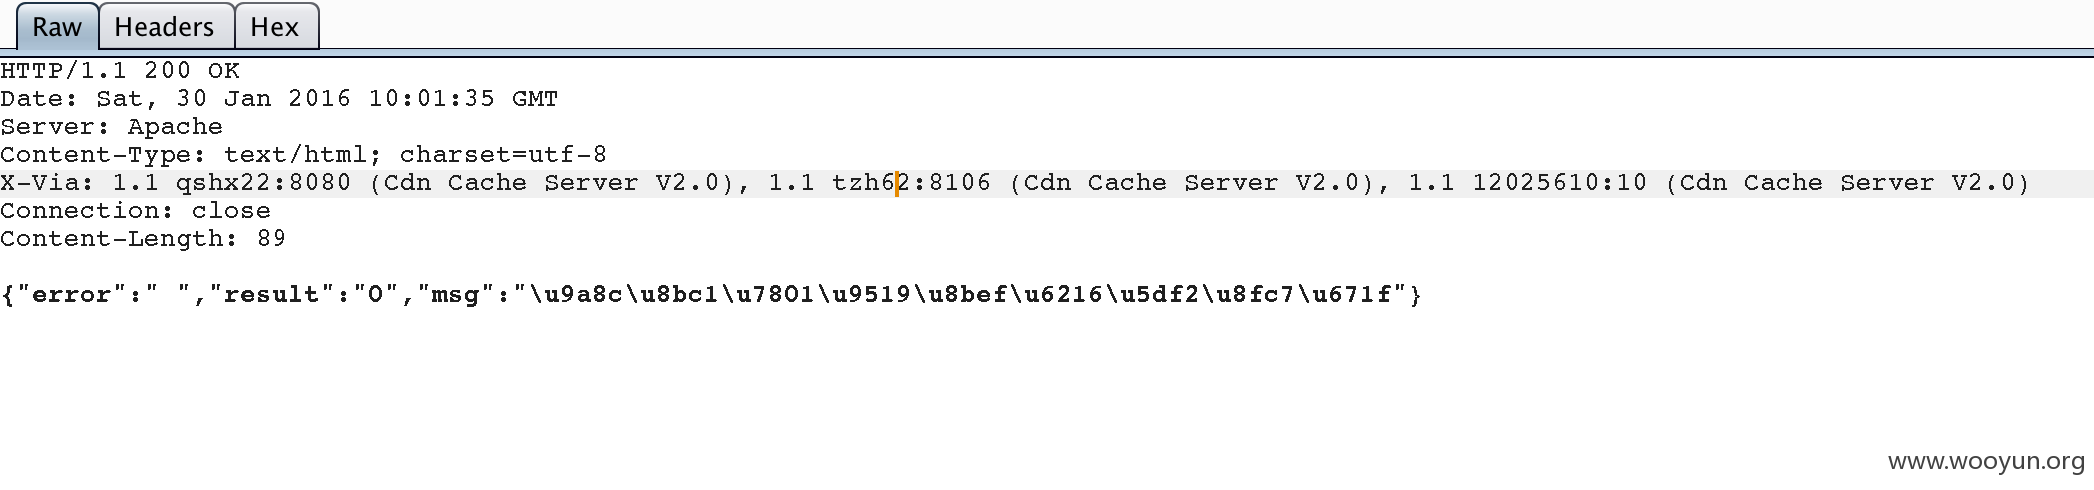 Raw Headers Hex
HTTP/1.1 200 OK
Date: Sat, 30 Jan 2016 10:01:35 GMT
Server: Apache
Content-Type: text/html; charset=utf-8
X-Via: 1.1 qshx22:8080 (Cdn Cache Server V2.0), 1.1 tzh62:8106 (Cdn Cache Server V2.0), 1.1 12025610:10 (Cdn Cache Server V2.0)
Connection: close
Content-Length: 89
{"error":" ","result":"0","msg":"\u9a8c\u8bc1\u7801\u9519\u8bef\u6216\u5df2\u8fc7\u671f"}
www.wooyun.org